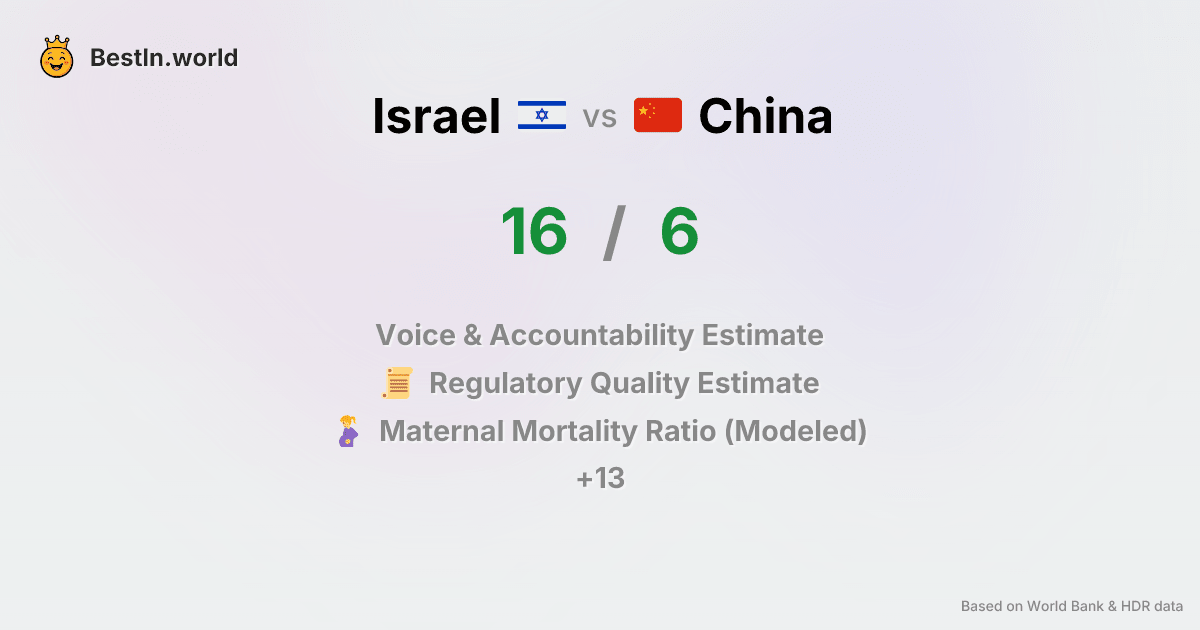 BestIn.world
Israel vs China
16 / 6
Voice & Accountability Estimate
Regulatory Quality Estimate
Maternal Mortality Ratio (Modeled)
+13
Based on World Bank & HDR data